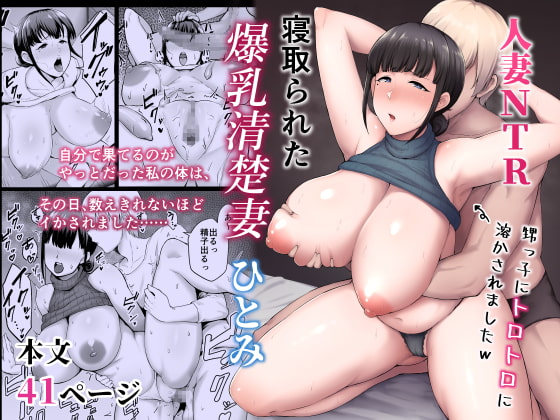 人妻NTR
甥っ子にトロトロに
溶かされましたw
寝取られた
爆乳清楚妻
ひとみ
自分で果てるのが
やっとだった私の体は、
その日、数えきれないほど
イかされました……
出るっ
精子出るっ
本文
41ページ